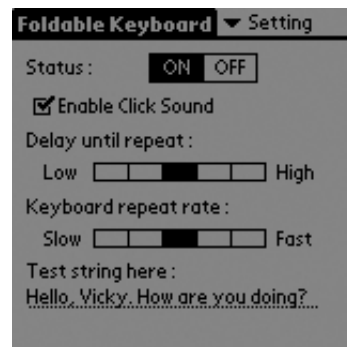 Foldable Keyboard Setting
Status: ON OFF
Enable Click Sound
Delay until repeat:
Low High
Keyboard repeat rate:
Slow Fast
Test string here:
Hello, Vicky. How are you doing?